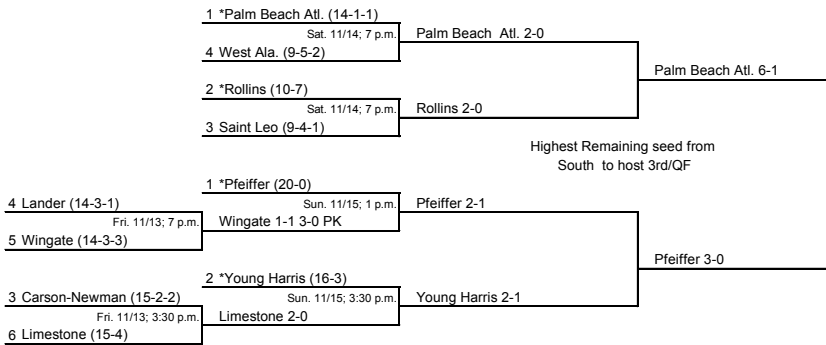 1 *Palm Beach Atl. (14-1-1)
Sat. 11/14; 7 p.m.
4 West Ala. (9-5-2)
Palm Beach Atl. 2-0
2 *Rollins (10-7)
Sat. 11/14; 7 p.m.
3 Saint Leo (9-4-1)
Rollins 2-0
Palm Beach Atl. 6-1
Highest Remaining seed from
South to host 3rd/QF
4 Lander (14-3-1)
Fri. 11/13; 7 p.m.
5 Wingate (14-3-3)
1 *Pfeiffer (20-0)
Sun. 11/15; 1 p.m.
Wingate 1-1 3-0 PK
Pfeiffer 2-1
3 Carson-Newman (15-2-2)
Fri. 11/13; 3:30 p.m.
6 Limestone (15-4)
2 *Young Harris (16-3)
Sun. 11/15; 3:30 p.m.
Limestone 2-0
Young Harris 2-1
Pfeiffer 3-0